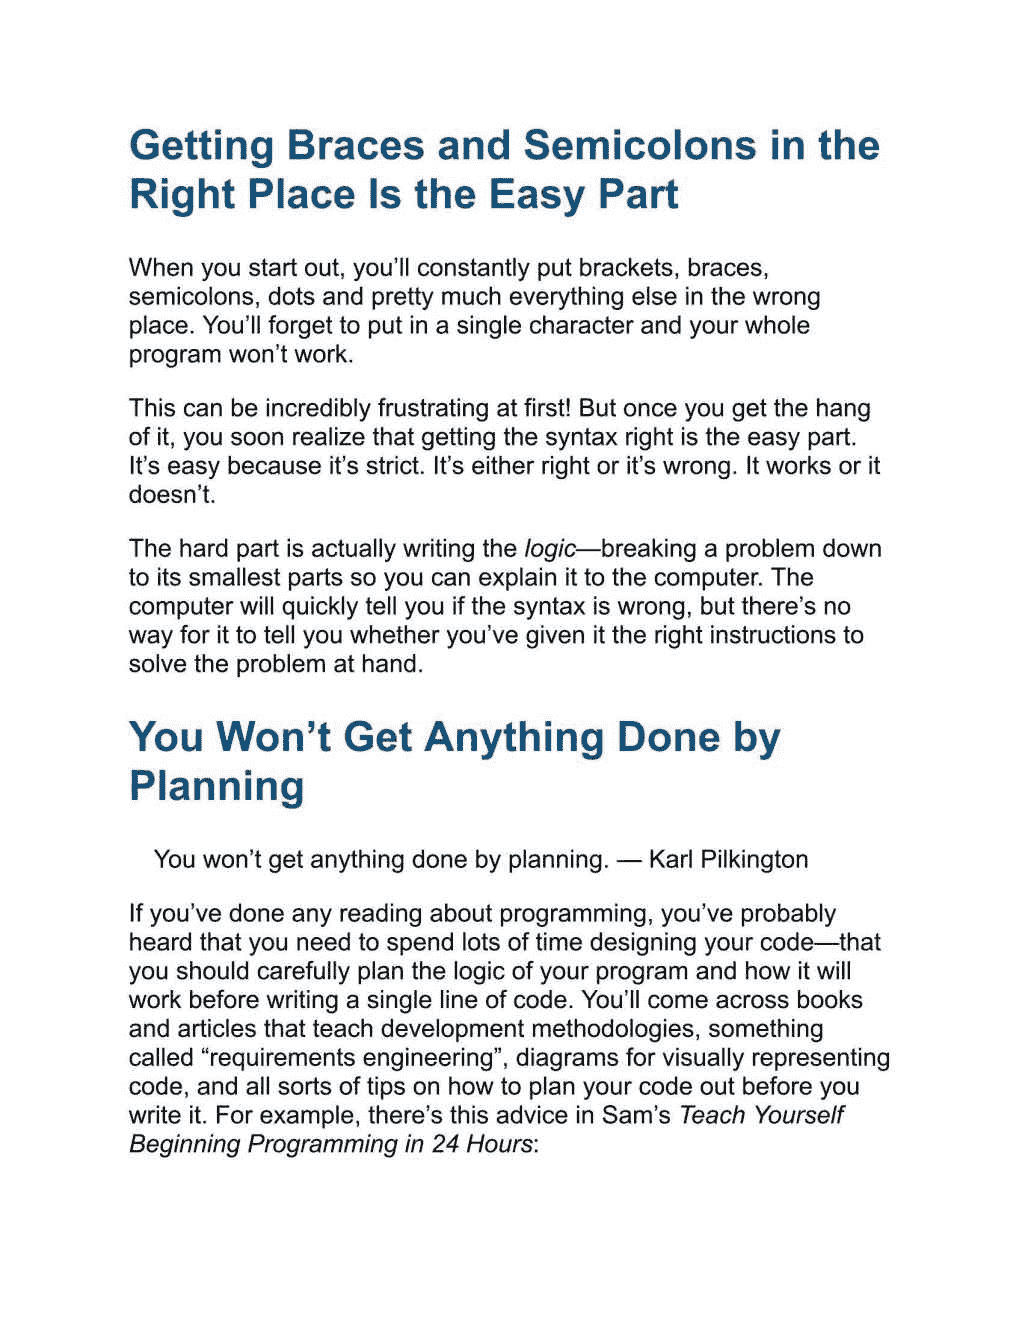 Getting Braces and Semicolons in the
Right Place Is the Easy Part
When you start out, you’ll constantly put brackets, braces,
semicolons, dots and pretty much everything else in the wrong
place. You’ll forget to put in a single character and your whole
program won’t work.
This can be incredibly frustrating at first! But once you get the hang
of it, you soon realize that getting the syntax right is the easy part.
It’s easy because it’s strict. It’s either right or it’s wrong. It works or it
doesn’t.
The hard part is actually writing the logic—breaking a problem down
to its smallest parts so you can explain it to the computer. The
computer will quickly tell you if the syntax is wrong, but there’s no
way for it to tell you whether you’ve given it the right instructions to
solve the problem at hand.
You Won’t Get Anything Done by
Planning
You won’t get anything done by planning. — Karl Pilkington
If you’ve done any reading about programming, you’ve probably
heard that you need to spend lots of time designing your code—that
you should carefully plan the logic of your program and how it will
work before writing a single line of code. You’ll come across books
and articles that teach development methodologies, something
called “requirements engineering”, diagrams for visually representing
code, and all sorts of tips on how to plan your code out before you
write it. For example, there’s this advice in Sam’s Teach Yourself
Beginning Programming in 24 Hours: